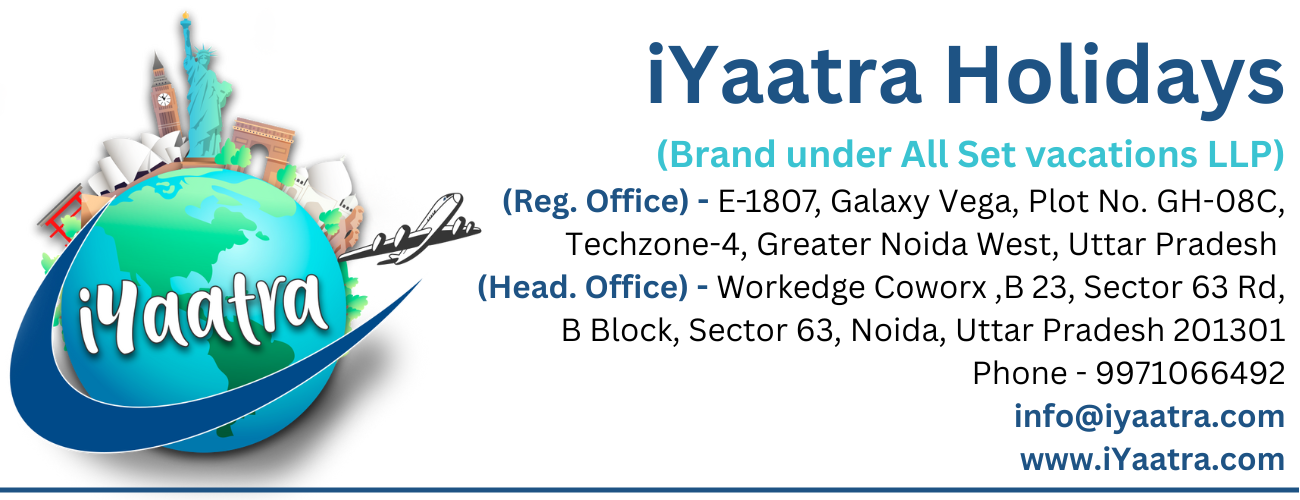 iYaatra
iYaatra Holidays
(Brand under All Set vacations LLP)
(Reg. Office) - E-1807, Galaxy Vega, Plot No. GH-08C,
Techzone-4, Greater Noida West, Uttar Pradesh
(Head. Office) - Workedge Coworx ,B 23, Sector 63 Rd,
B Block, Sector 63, Noida, Uttar Pradesh 201301
Phone - 9971066492
info@iyaatra.com
www.iYaatra.com